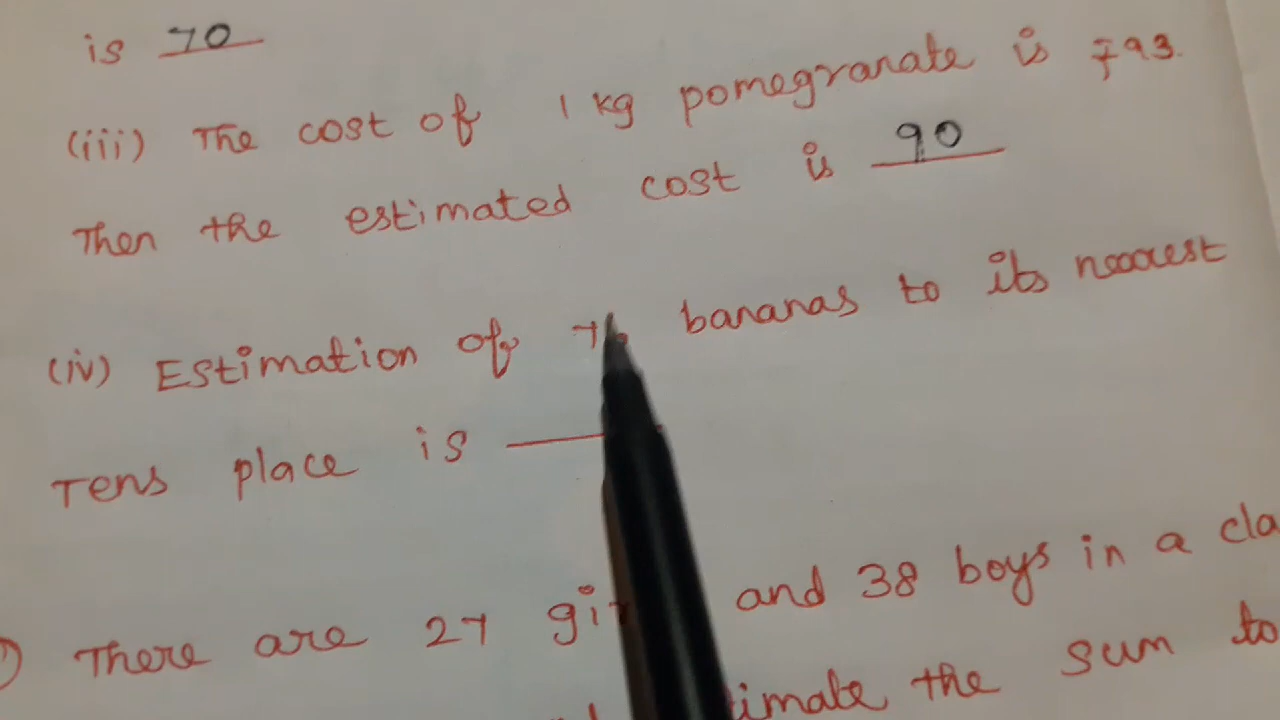 is 70
(iii) The cost of 1 kg pomegranate is ₹93.
Then the estimated cost is 90
(iv) Estimation of bananas to its nearest
Tens place is
There are 27 and 38 boys in a
the sum to